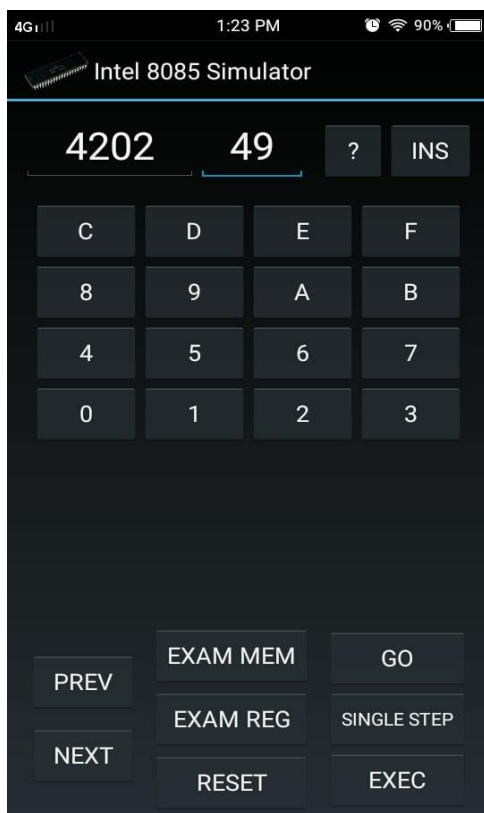 4G 1:23 PM 90%
Intel 8085 Simulator
4202 49 ? INS
C D E F
8 9 A B
4 5 6 7
0 1 2 3
EXAM MEM GO
PREV
EXAM REG SINGLE STEP
NEXT
RESET EXEC